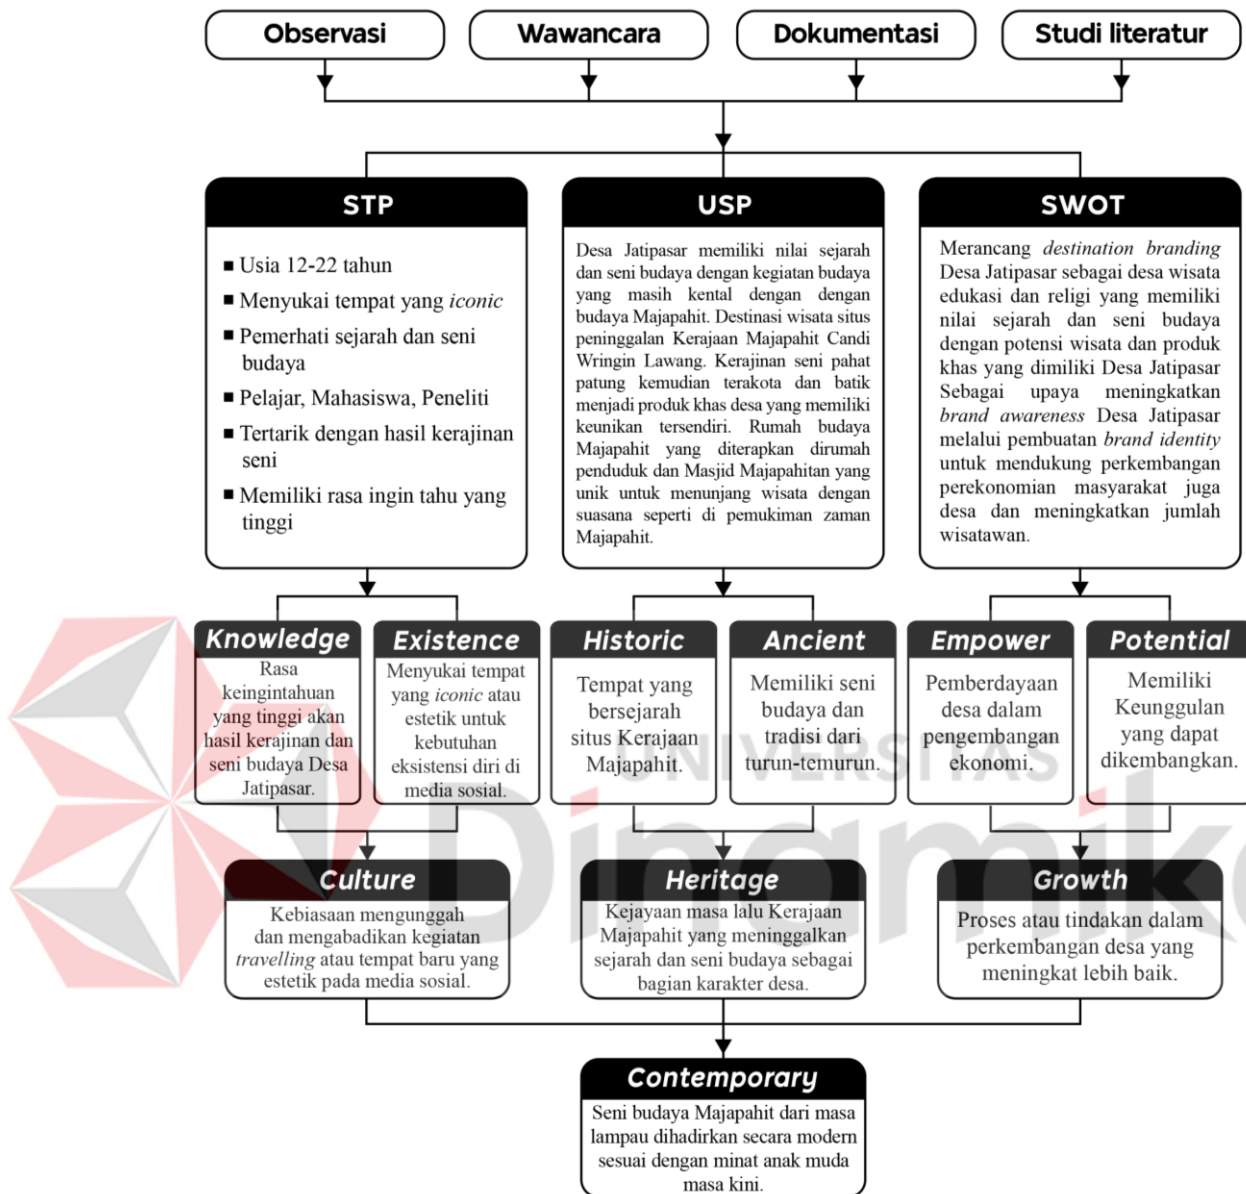 Observasi
Wawancara
Dokumentasi
Studi literatur
STP
■ Usia 12-22 tahun
■ Menyukai tempat yang iconic
■ Pemerhati sejarah dan seni
budaya
■ Pelajar, Mahasiswa, Peneliti
■ Tertarik dengan hasil kerajinan
seni
■ Memiliki rasa ingin tahu yang
tinggi
USP
Desa Jatipasar memiliki nilai sejarah
dan seni budaya dengan kegiatan budaya
yang masih kental dengan dengan
budaya Majapahit. Destinasi wisata situs
peninggalan Kerajaan Majapahit Candi
Wringin Lawang. Kerajinan seni pahat
patung kemudian terakota dan batik
menjadi produk khas desa yang memiliki
keunikan tersendiri. Rumah budaya
Majapahit yang diterapkan dirumah
penduduk dan Masjid Majapahitan yang
unik untuk menunjang wisata dengan
suasana seperti di pemukiman zaman
Majapahit.
SWOT
Merancang destination branding
Desa Jatipasar sebagai desa wisata
edukasi dan religi yang memiliki
nilai sejarah dan seni budaya
dengan potensi wisata dan produk
khas yang dimiliki Desa Jatipasar
Sebagai upaya meningkatkan
brand awareness Desa Jatipasar
melalui pembuatan brand identity
untuk mendukung perkembangan
perekonomian masyarakat juga
desa dan meningkatkan jumlah
wisatawan.
Knowledge
Rasa
keingintahuan
yang tinggi akan
hasil kerajinan dan
seni budaya Desa
Jatipasar.
Existence
Menyukai tempat
yang iconic atau
estetik untuk
kebutuhan
eksistensi diri di
media sosial.
Historic
Tempat yang
bersejarah
situs Kerajaan
Majapahit.
Ancient
Memiliki seni
budaya dan
tradisi dari
turun-temurun.
Empower
Pemberdayaan
desa dalam
pengembangan
ekonomi.
Potential
Memiliki
Keunggulan
yang dapat
dikembangkan.
UNIVERSITAS
Dinamika
Culture
Kebiasaan mengunggah
dan mengabadikan kegiatan
travelling atau tempat baru yang
estetik pada media sosial.
Heritage
Kejayaan masa lalu Kerajaan
Majapahit yang meninggalkan
sejarah dan seni budaya sebagai
bagian karakter desa.
Growth
Proses atau tindakan dalam
perkembangan desa yang
meningkat lebih baik.
Contemporary
Seni budaya Majapahit dari masa
lampau dihadirkan secara modern
sesuai dengan minat anak muda
masa kini.